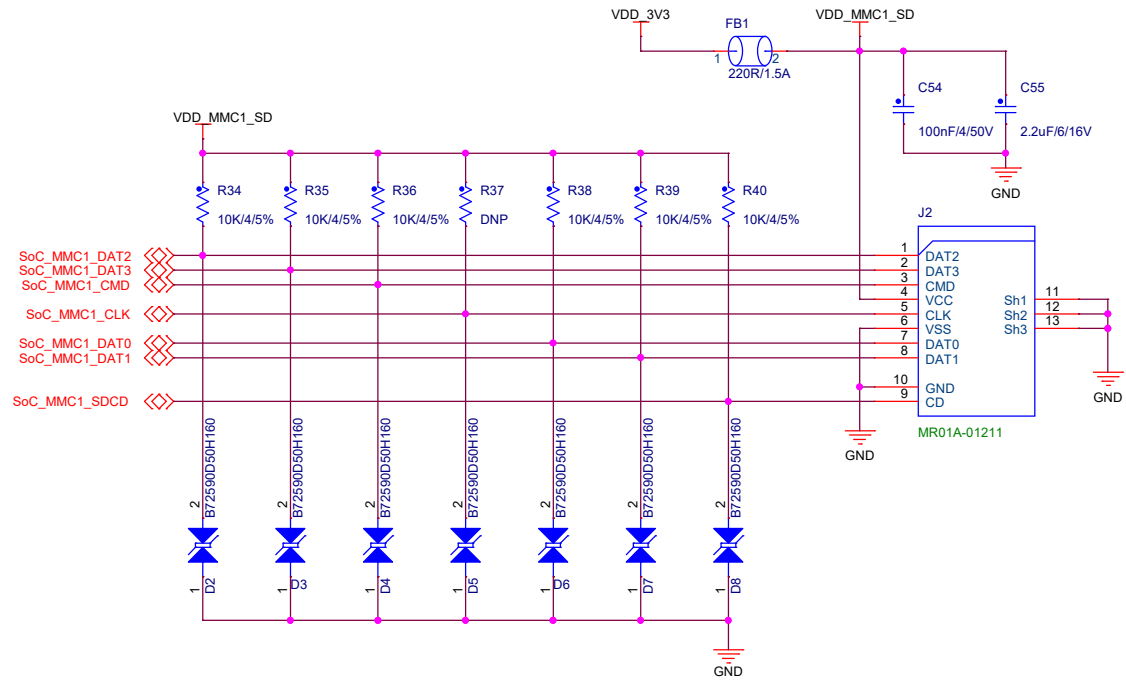 VDD_3V3
VDD_MMC1_SD
FB1
1
2
220R/1.5A
C54
C55
100nF/4/50V
2.2uF/6/16V
GND
VDD_MMC1_SD
R34
R35
R36
R37
R38
R39
R40
10K/4/5%
10K/4/5%
10K/4/5%
DNP
10K/4/5%
10K/4/5%
10K/4/5%
J2
SoC_MMC1_DAT2
1
DAT2
SoC_MMC1_DAT3
2
DAT3
SoC_MMC1_CMD
3
CMD
4
VCC
Sh1
11
SoC_MMC1_CLK
5
CLK
Sh2
12
6
VSS
Sh3
13
SoC_MMC1_DAT0
7
DAT0
SoC_MMC1_DAT1
8
DAT1
10
GND
SoC_MMC1_SDCD
9
CD
GND
MR01A-01211
GND
B72590D50H160
B72590D50H160
B72590D50H160
B72590D50H160
B72590D50H160
B72590D50H160
B72590D50H160
2
2
2
2
2
2
2
1
D2
1
D3
1
D4
1
D5
1
D6
1
D7
1
D8
GND